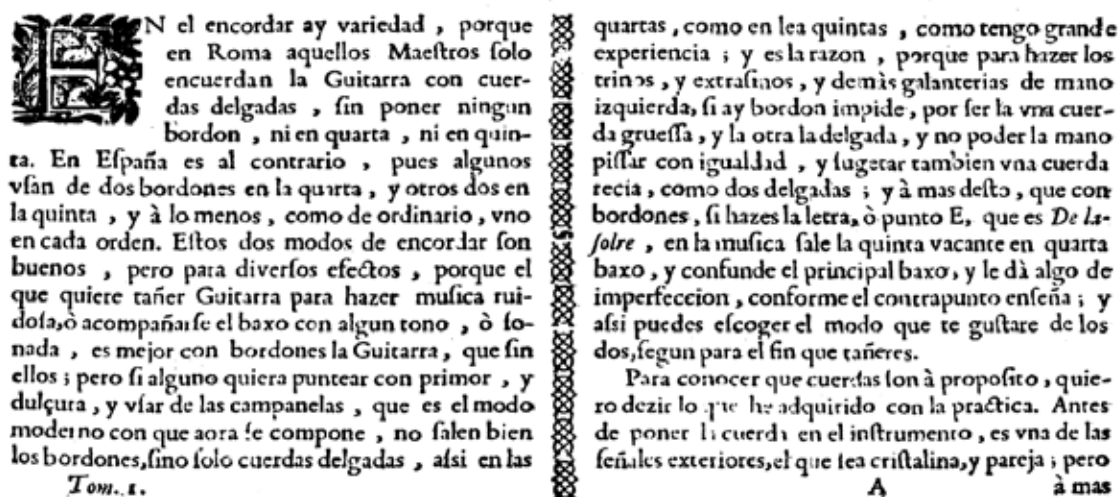 EN el encordar ay variedad , porque
en Roma aquellos Maeſtros ſolo
encuerdan la Guitarra con cuer-
das delgadas , ſin poner ningun
bordon , ni en quarta , ni en quin-
ta. En Eſpaña es al contrario , pues algunos
vſan de dos bordones en la quarta , y otros dos en
la quinta , y à lo menos , como de ordinario , vno
en cada orden. Eſtos dos modos de encordar ſon
buenos , pero para diverſos efectos , porque el
que quiere tañer Guitarra para hazer muſica rui-
doſa,ò acompañarſe el baxo con algun tono , ò ſo-
nada , es mejor con bordones la Guitarra , que ſin
ellos ; pero ſi alguno quiera puntear con primor , y
dulçura , y vſar de las campanelas , que es el modo
moderno con que aora ſe compone , no ſalen bien
los bordones,ſino ſolo cuerdas delgadas , aſsi en las
Tom. 1.
quartas , como en lea quintas , como tengo grande
experiencia ; y es la razon , porque para hazer los
trinos , y extraſinos , y demàs galanterias de mano
izquierda, ſi ay bordon impide , por ſer la vna cuer-
da grueſſa , y la otra la delgada , y no poder la mano
piſſar con igualdad , y ſugetar tambien vna cuerda
recia , como dos delgadas ; y à mas deſto , que con
bordones , ſi hazes la letra, ò punto E, que es De la-
ſolre , en la muſica ſale la quinta vacante en quarta
baxo , y confunde el principal baxo, y le dà algo de
imperfeccion , conforme el contrapunto enſeña ; y
aſsi puedes eſcoger el modo que te guſtare de los
dos,ſegun para el fin que tañeres.
Para conocer que cuerdas ſon à propoſito , quie-
ro dezir lo que he adquirido con la practica. Antes
de poner la cuerda en el inſtrumento , es vna de las
ſeñales exteriores,el que ſea criſtalina,y pareja ; pero
A à mas